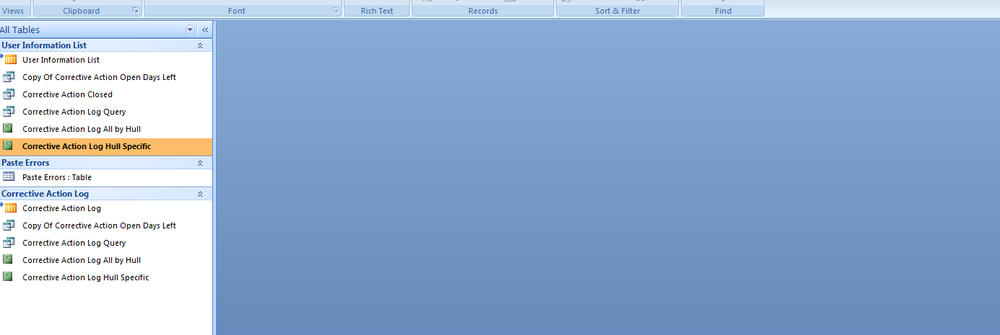 Views Clipboard Font Rich Text Records Sort & Filter Find
All Tables
User Information List
User Information List
Copy Of Corrective Action Open Days Left
Corrective Action Closed
Corrective Action Log Query
Corrective Action Log All by Hull
Corrective Action Log Hull Specific
Paste Errors
Paste Errors : Table
Corrective Action Log
Corrective Action Log
Copy Of Corrective Action Open Days Left
Corrective Action Log Query
Corrective Action Log All by Hull
Corrective Action Log Hull Specific